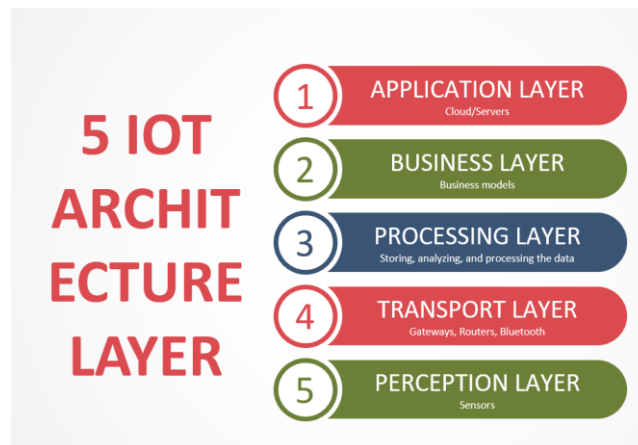 5 IOT
ARCHIT
ECTURE
LAYER
1
APPLICATION LAYER
Cloud/Servers
2
BUSINESS LAYER
Business models
3
PROCESSING LAYER
Storing, analyzing, and processing the data
4
TRANSPORT LAYER
Gateways, Routers, Bluetooth
5
PERCEPTION LAYER
Sensors